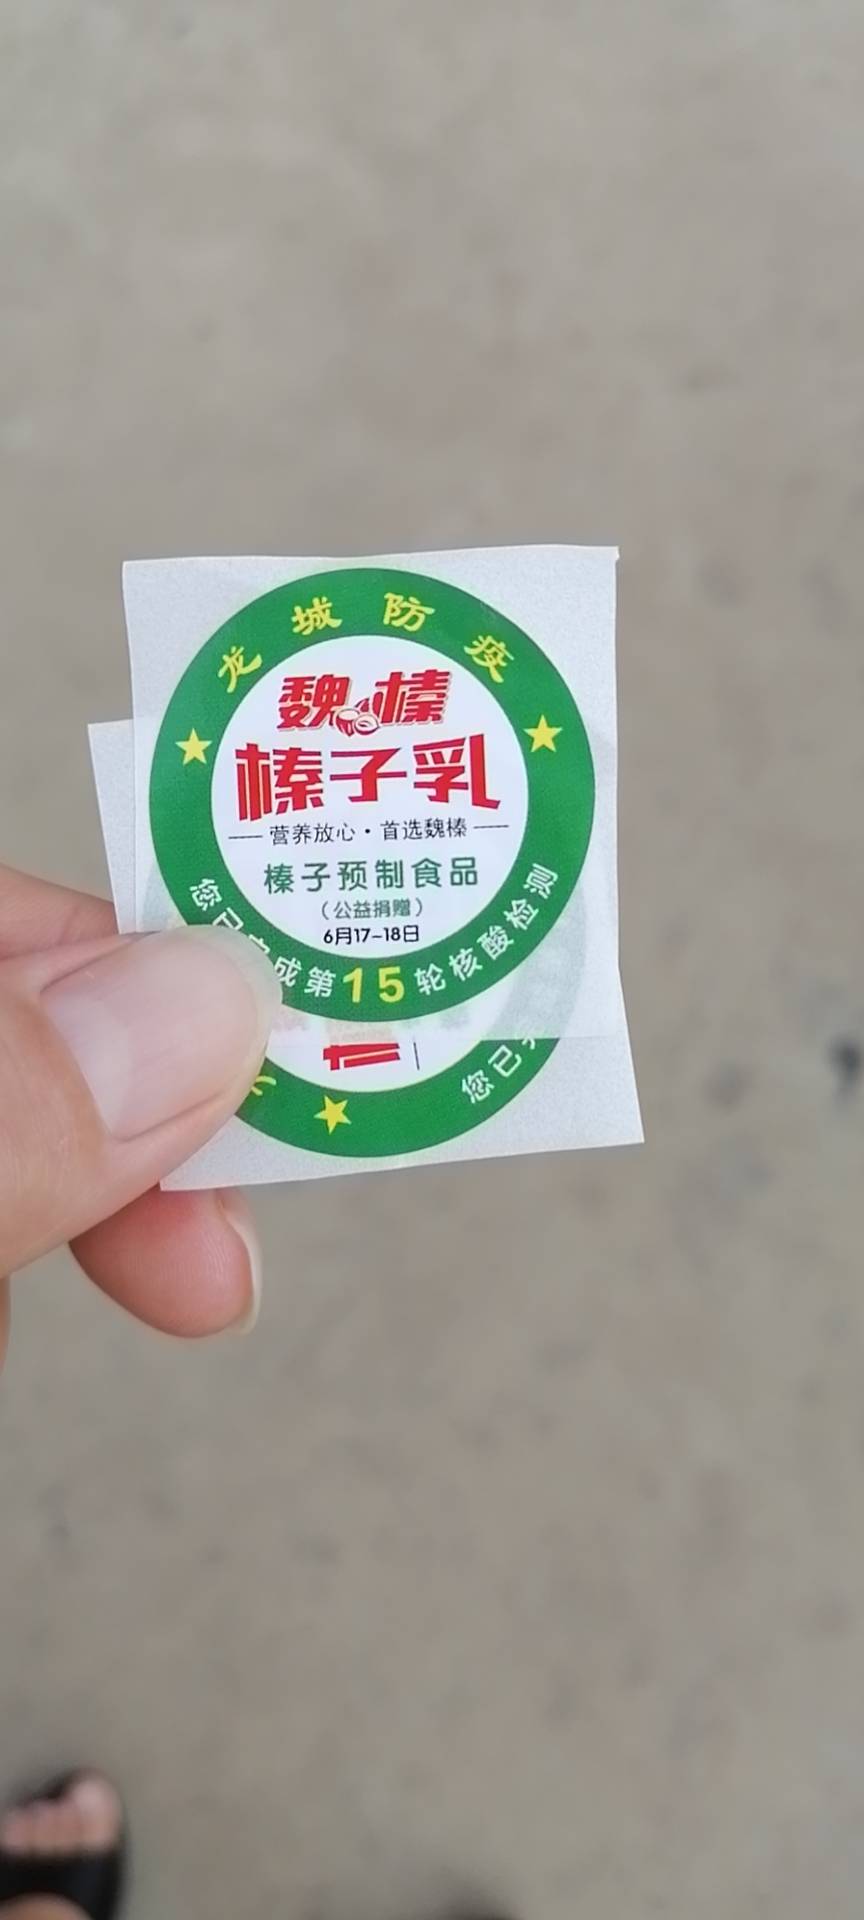 龙城防疫
魏榛
榛子乳
营养放心·首选魏榛
榛子预制食品
（公益捐赠）
6月17-18日
您已完成第15轮核酸检测
您已